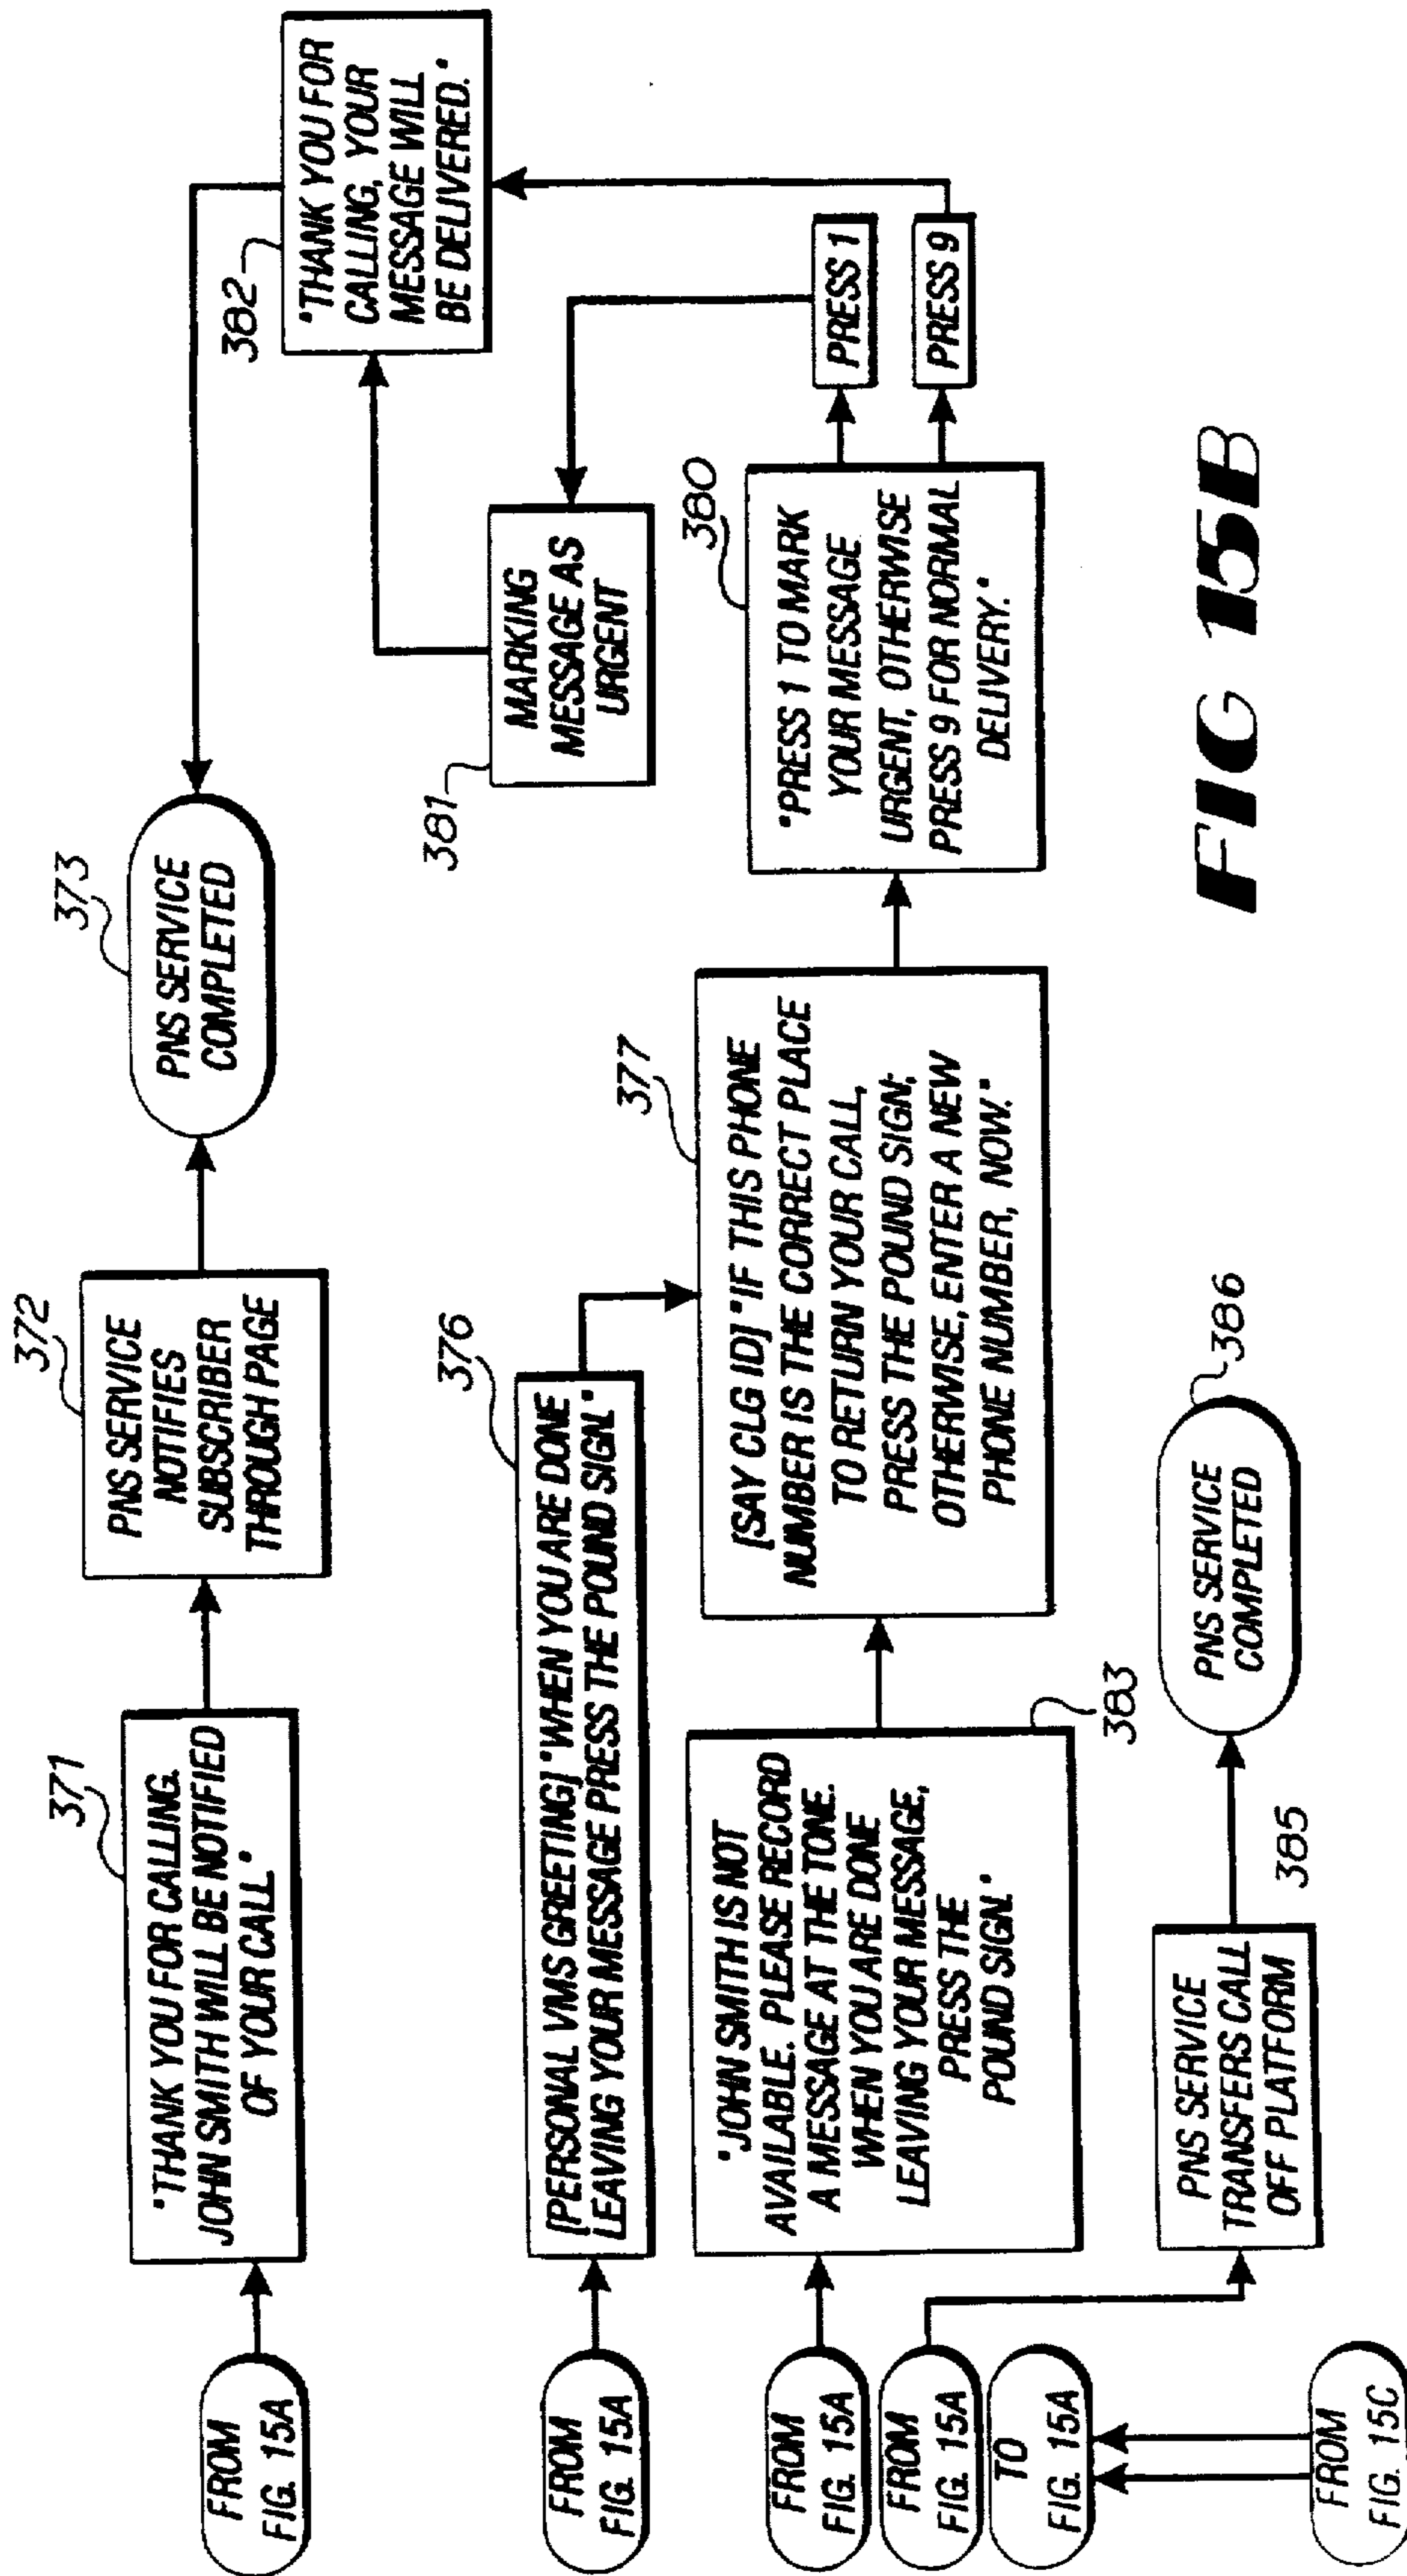 FROM
FIG. 15A
371
"THANK YOU FOR CALLING.
JOHN SMITH WILL BE NOTIFIED
OF YOUR CALL."
372
PNS SERVICE
NOTIFIES
SUBSCRIBER
THROUGH PAGE
373
PNS SERVICE
COMPLETED
382
"THANK YOU FOR
CALLING, YOUR
MESSAGE WILL
BE DELIVERED."
FROM
FIG. 15A
376
[PERSONAL VMS GREETING] "WHEN YOU ARE DONE
LEAVING YOUR MESSAGE PRESS THE POUND SIGN."
381
MARKING
MESSAGE AS
URGENT
FROM
FIG. 15A
"JOHN SMITH IS NOT
AVAILABLE. PLEASE RECORD
A MESSAGE AT THE TONE.
WHEN YOU ARE DONE
LEAVING YOUR MESSAGE,
PRESS THE
POUND SIGN."
383
377
[SAY CLG ID] "IF THIS PHONE
NUMBER IS THE CORRECT PLACE
TO RETURN YOUR CALL,
PRESS THE POUND SIGN;
OTHERWISE, ENTER A NEW
PHONE NUMBER, NOW."
380
"PRESS 1 TO MARK
YOUR MESSAGE
URGENT, OTHERWISE
PRESS 9 FOR NORMAL
DELIVERY."
PRESS 1
PRESS 9
FROM
FIG. 15A
TO
FIG. 15A
FROM
FIG. 15C
PNS SERVICE
TRANSFERS CALL
OFF PLATFORM
385
PNS SERVICE
COMPLETED
386
FIG 15B